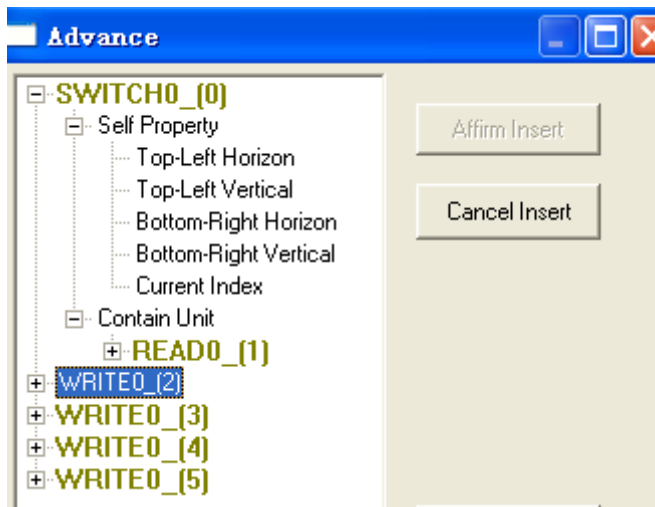 Advance
SWITCH0_(0)
Self Property
Top-Left Horizon
Top-Left Vertical
Bottom-Right Horizon
Bottom-Right Vertical
Current Index
Contain Unit
READ0_(1)
WRITE0_(2)
WRITE0_(3)
WRITE0_(4)
WRITE0_(5)
Affirm Insert
Cancel Insert